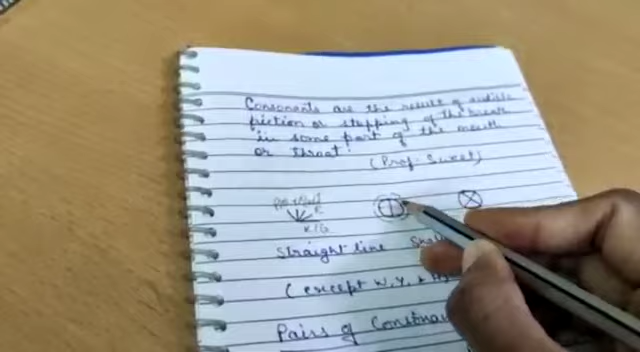 Consonants are the result of audible
friction or stopping of the breath
in some part of the mouth
or throat.
(Prof. Sweet)
K/G
Straight line
(except W, Y, &
Pairs of